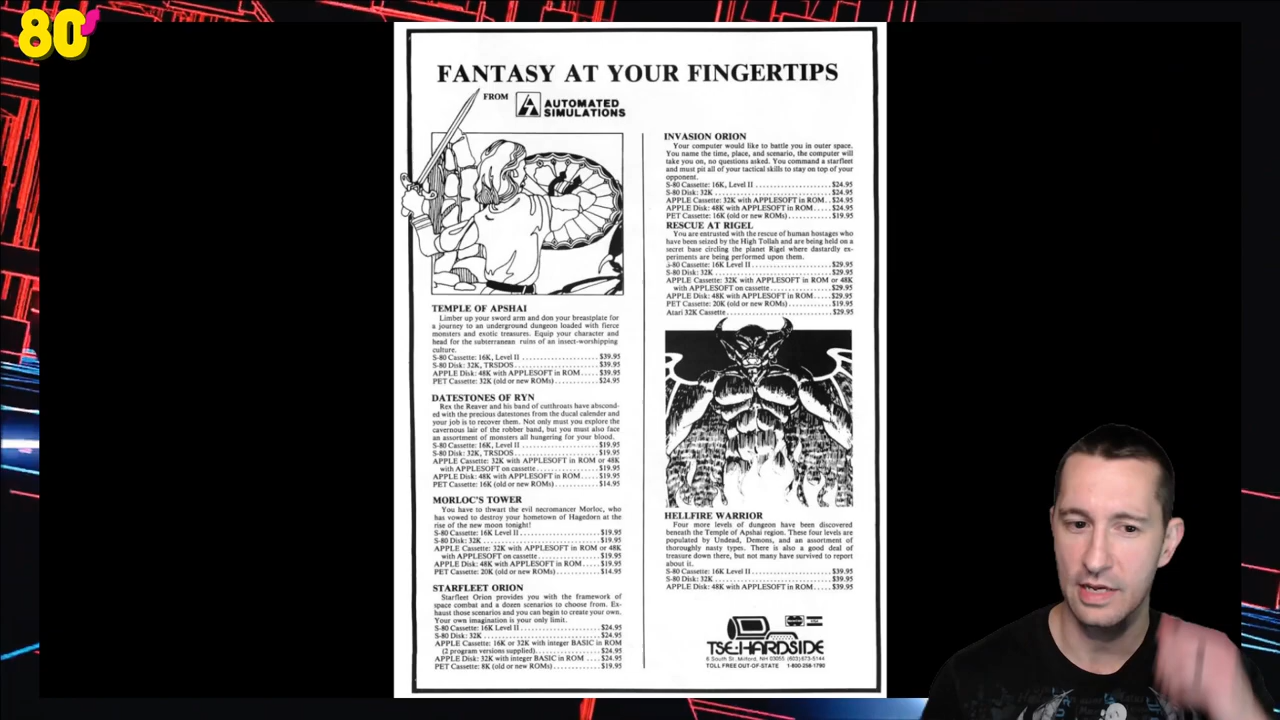 80's
FANTASY AT YOUR FINGERTIPS
FROM AUTOMATED
SIMULATIONS
TEMPLE OF APSHAI
Limber up your sword arm and don your breastplate for
a journey to an underground dungeon loaded with fierce
monsters and exotic treasures. Equip your character and
head for the subterranean ruins of an insect-worshipping
culture.
S-80 Cassette: 16K, Level II $39.95
S-80 Disk: 32K, TRSDOS $39.95
APPLE Disk: 48K with APPLESOFT in ROM $39.95
PET Cassette: 32K (old or new ROMs) $24.95
DATESTONES OF RYN
Rex the Reaver and his band of cutthroats have abscond-
ed with the precious datestones from the ducal calender and
your job is to recover them. Not only must you explore the
cavernous lair of the robber band, but you must also face
an assortment of monsters all hungering for your blood.
S-80 Cassette: 16K, Level II $19.95
S-80 Disk: 32K, TRSDOS $19.95
APPLE Cassette: 32K with APPLESOFT in ROM or 48K
with APPLESOFT on cassette $19.95
APPLE Disk: 48K with APPLESOFT in ROM $19.95
PET Cassette: 16K (old or new ROMs) $14.95
MORLOC'S TOWER
You have to thwart the evil necromancer Morloc, who
has vowed to destroy your hometown of Hagedorn at the
rise of the new moon tonight!
S-80 Cassette: 16K Level II $19.95
S-80 Disk: 32K $19.95
APPLE Cassette: 32K with APPLESOFT in ROM or 48K
with APPLESOFT on cassette $19.95
APPLE Disk: 48K with APPLESOFT in ROM $19.95
PET Cassette: 20K (old or new ROMs) $14.95
STARFLEET ORION
Starfleet Orion provides you with the framework of
space combat and a dozen scenarios to choose from. Ex-
haust those scenarios and you can begin to create your own.
Your own imagination is your only limit.
S-80 Cassette: 16K Level II $24.95
S-80 Disk: 32K $24.95
APPLE Cassette: 16K or 32K with integer BASIC in ROM
(2 program versions supplied) $24.95
APPLE Disk: 32K with integer BASIC in ROM $24.95
PET Cassette: 8K (old or new ROMs) $19.95
INVASION ORION
Your computer would like to battle you in outer space.
You name the time, place, and scenario, the computer will
take you on, no questions asked. You command a starfleet
and must pit all of your tactical skills to stay on top of your
opponent.
S-80 Cassette: 16K, Level II $24.95
S-80 Disk: 32K $24.95
APPLE Cassette: 32K with APPLESOFT in ROM $24.95
APPLE Disk: 48K with APPLESOFT in ROM $24.95
PET Cassette: 16K (old or new ROMs) $19.95
RESCUE AT RIGEL
You are entrusted with the rescue of human hostages who
have been seized by the High Tollah and are being held on a
secret base circling the planet Rigel where dastardly ex-
periments are being performed upon them.
S-80 Cassette: 16K Level II $29.95
S-80 Disk: 32K $29.95
APPLE Cassette: 32K with APPLESOFT in ROM or 48K
with APPLESOFT on cassette $29.95
APPLE Disk: 48K with APPLESOFT in ROM $29.95
PET Cassette: 20K (old or new ROMs) $19.95
Atari 32K Cassette $29.95
HELLFIRE WARRIOR
Four more levels of dungeon have been discovered
beneath the Temple of Apshai region. These four levels are
populated by Undead, Demons, and an assortment of
thoroughly nasty types. There is also a good deal of
treasure down there, but not many have survived to report
about it.
S-80 Cassette: 16K Level II $39.95
S-80 Disk: 32K $39.95
APPLE Disk: 48K with APPLESOFT in ROM $39.95
TSE-HARDSIDE
6 South St. Milford, NH 03055 (603) 673-5144
TOLL FREE OUT-OF-STATE 1-800-258-1790